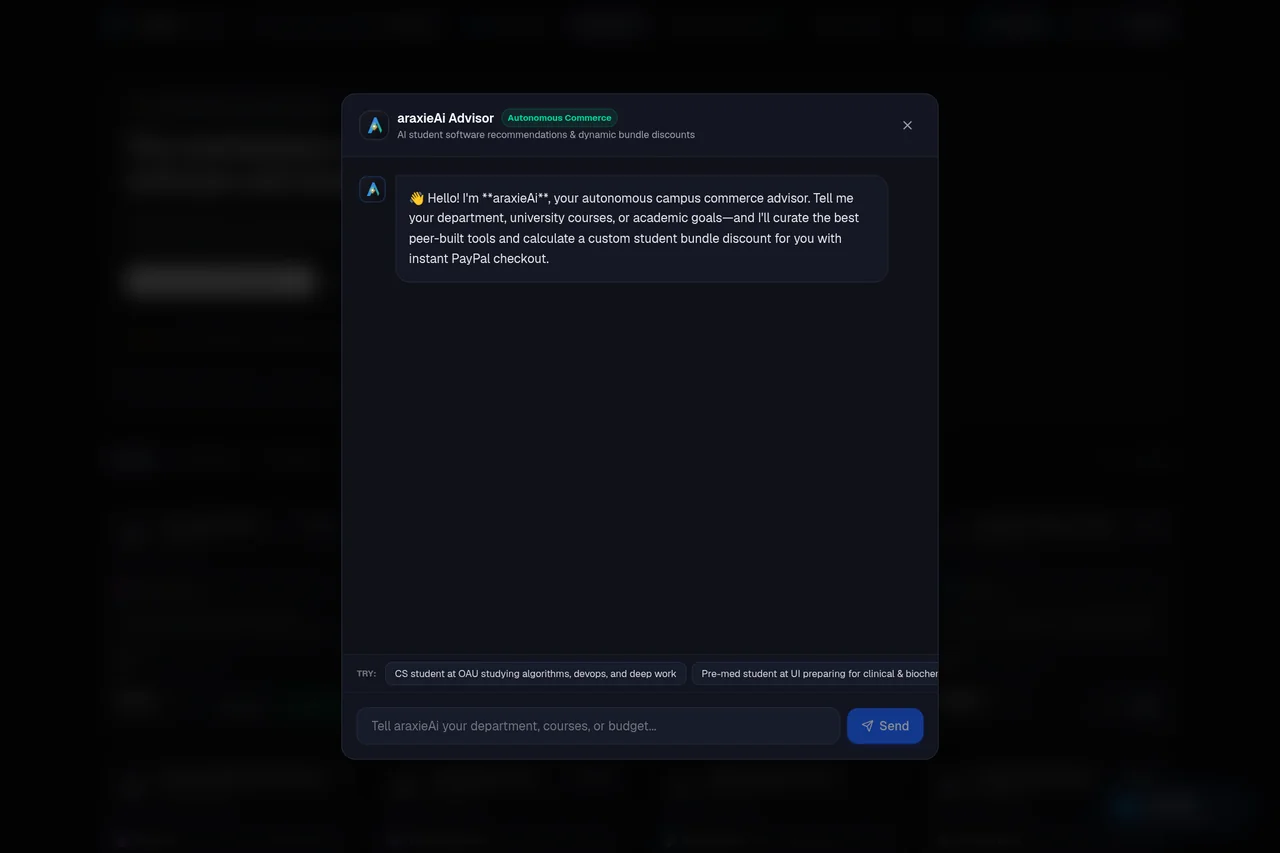 araxieAi Advisor Autonomous Commerce
AI student software recommendations & dynamic bundle discounts
👋 Hello! I'm **araxieAi**, your autonomous campus commerce advisor. Tell me
your department, university courses, or academic goals—and I'll curate the best
peer-built tools and calculate a custom student bundle discount for you with
instant PayPal checkout.
TRY: CS student at OAU studying algorithms, devops, and deep work Pre-med student at UI preparing for clinical & biocher
Tell araxieAi your department, courses, or budget... Send